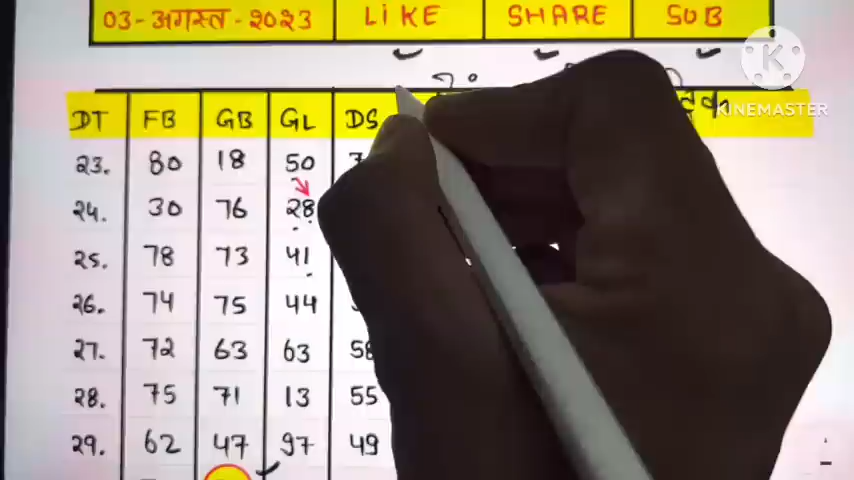 03-अगस्त-2023 LiKE SHARE SUB
KINEMASTER
DT FB GB GL DS
23. 80 18 50
24. 30 76 28
25. 78 73 41
26. 74 75 44
27. 72 63 63 58
28. 75 71 13 55
29. 62 47 97 49